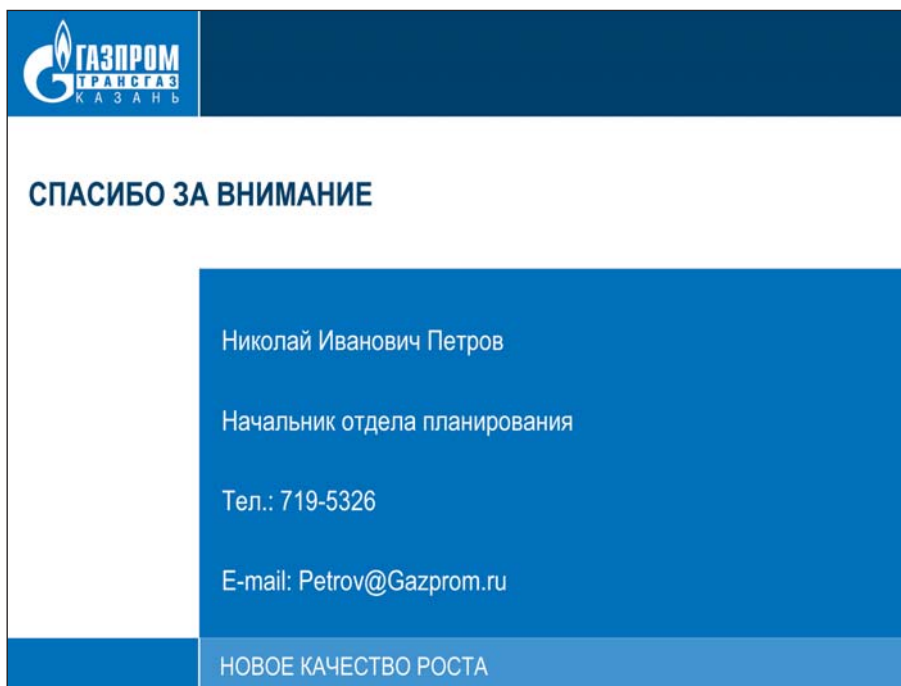 ГАЗПРОМ
ТРАНСГАЗ
КАЗАНЬ
СПАСИБО ЗА ВНИМАНИЕ
Николай Иванович Петров
Начальник отдела планирования
Тел.: 719-5326
E-mail: Petrov@Gazprom.ru
НОВОЕ КАЧЕСТВО РОСТА